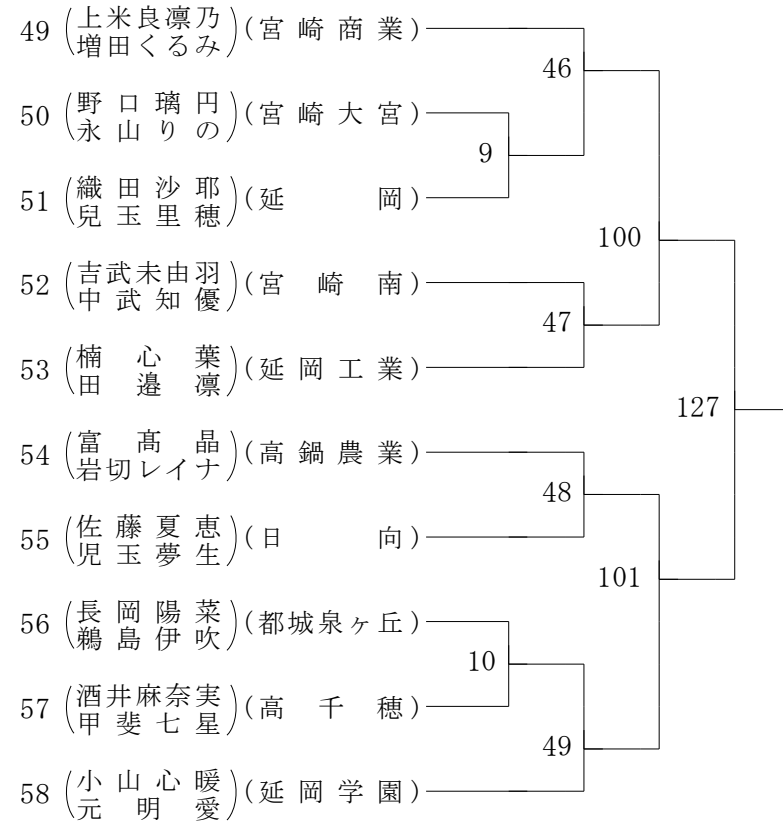 49 (上米良凛乃 増田くるみ) (宮崎商業)
46
50 (野口璃円 永山りの) (宮崎大宮)
9
51 (織田沙耶 兒玉里穂) (延岡)
100
52 (吉武未由羽 中武知優) (宮崎南)
47
53 (楠心葉 田邉凛) (延岡工業)
127
54 (富髙晶 岩切レイナ) (高鍋農業)
48
55 (佐藤夏恵 児玉夢生) (日向)
101
56 (長岡陽菜 鵜島伊吹) (都城泉ヶ丘)
10
57 (酒井麻奈実 甲斐七星) (高千穂)
49
58 (小山心暖 元明愛) (延岡学園)